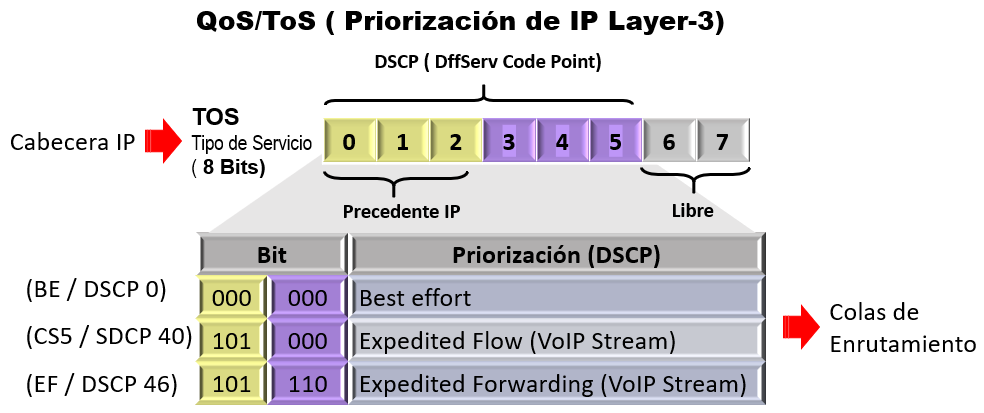 QoS/ToS ( Priorización de IP Layer-3)
DSCP ( DffServ Code Point)
Cabecera IP
TOS
Tipo de Servicio
( 8 Bits)
0 1 2 3 4 5 6 7
Precedente IP
Libre
Bit Priorización (DSCP)
(BE / DSCP 0) 000 000 Best effort
(CS5 / SDCP 40) 101 000 Expedited Flow (VoIP Stream)
(EF / DSCP 46) 101 110 Expedited Forwarding (VoIP Stream)
Colas de
Enrutamiento